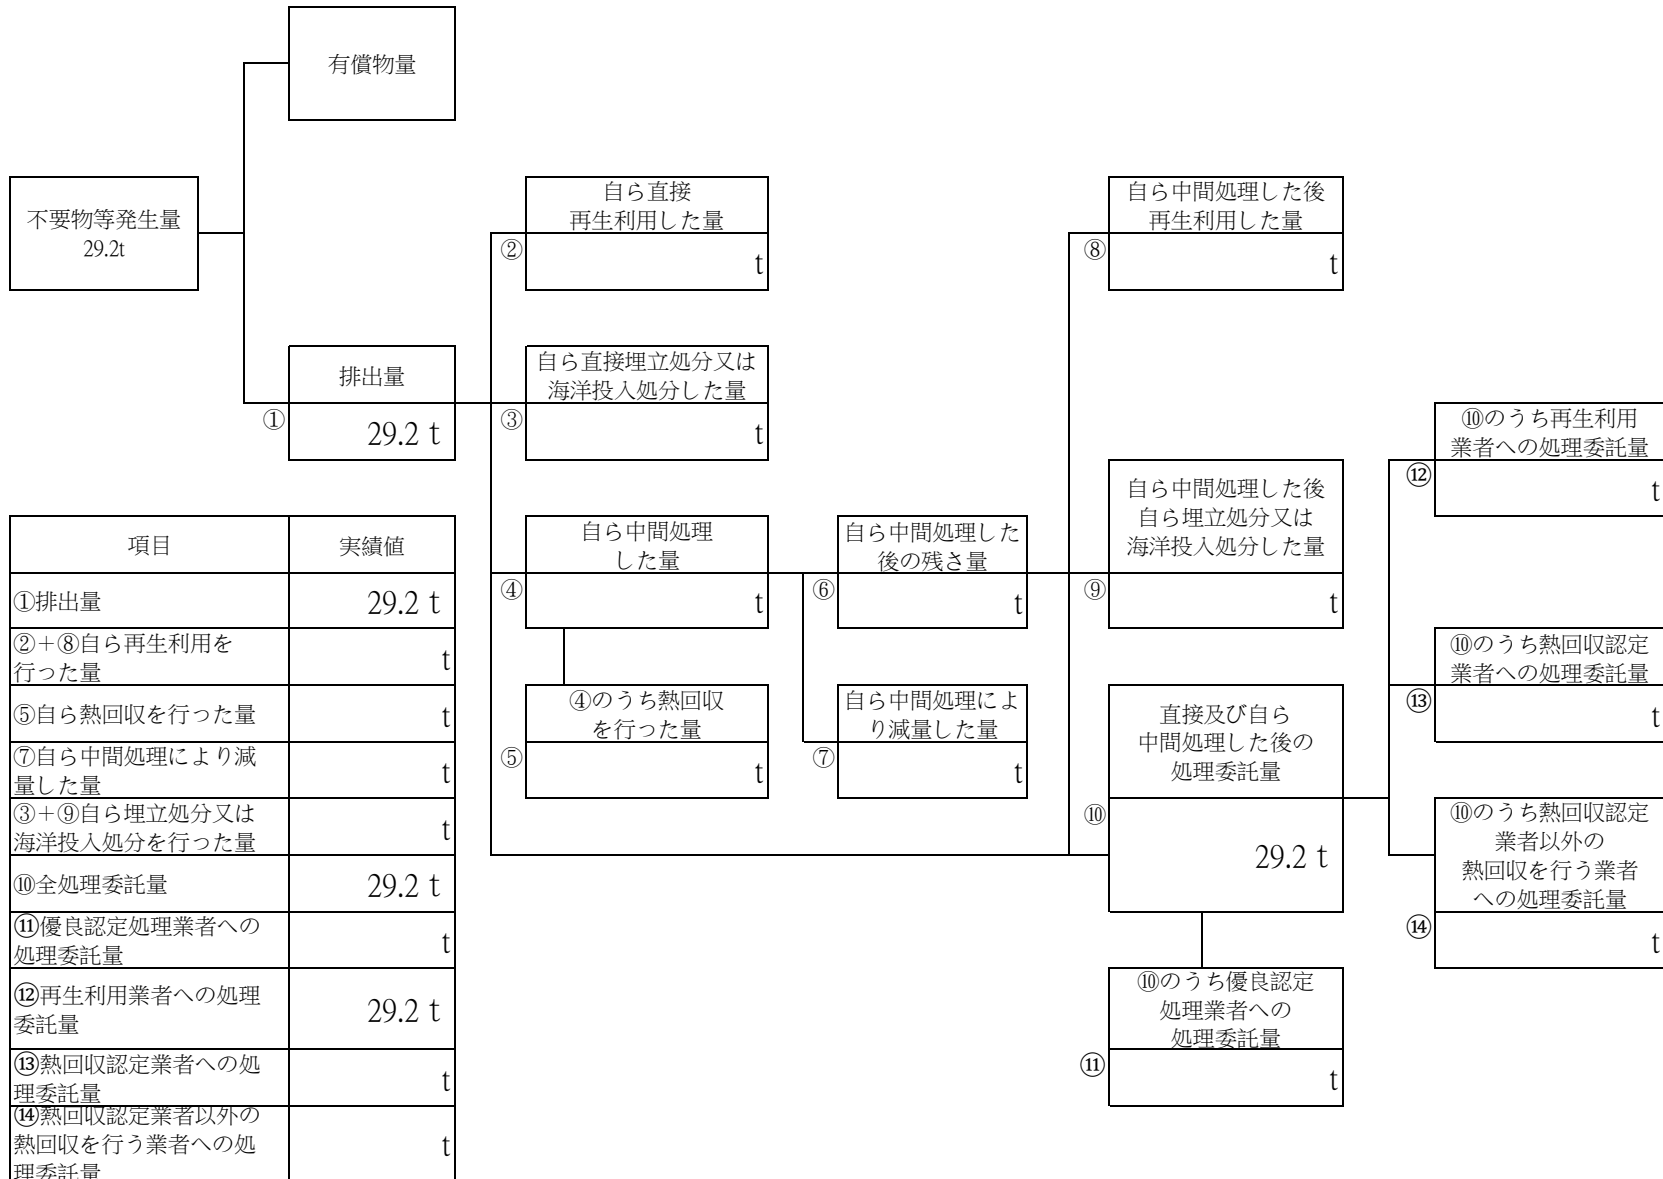 有償物量
不要物等発生量
29.2t
自ら直接
再生利用した量
②
t
自ら中間処理した後
再生利用した量
⑧
t
排出量
①
29.2 t
自ら直接埋立処分又は
海洋投入処分した量
③
t
⑩のうち再生利用
業者への処理委託量
⑫
t
自ら中間処理
した量
④
t
自ら中間処理した
後の残さ量
⑥
t
自ら中間処理した後
自ら埋立処分又は
海洋投入処分した量
⑨
t
⑩のうち熱回収認定
業者への処理委託量
⑬
t
④のうち熱回収
を行った量
⑤
t
自ら中間処理によ
り減量した量
⑦
t
直接及び自ら
中間処理した後の
処理委託量
⑩
29.2 t
⑩のうち熱回収認定
業者以外の
熱回収を行う業者
への処理委託量
⑭
t
⑩のうち優良認定
処理業者への
処理委託量
⑪
t
項目
実績値
①排出量
29.2 t
②+⑧自ら再生利用を
行った量
t
⑤自ら熱回収を行った量
t
⑦自ら中間処理により減
量した量
t
③+⑨自ら埋立処分又は
海洋投入処分を行った量
t
⑩全処理委託量
29.2 t
⑪優良認定処理業者への
処理委託量
t
⑫再生利用業者への処理
委託量
29.2 t
⑬熱回収認定業者への処
理委託量
t
⑭熱回収認定業者以外の
熱回収を行う業者への処
理委託量
t